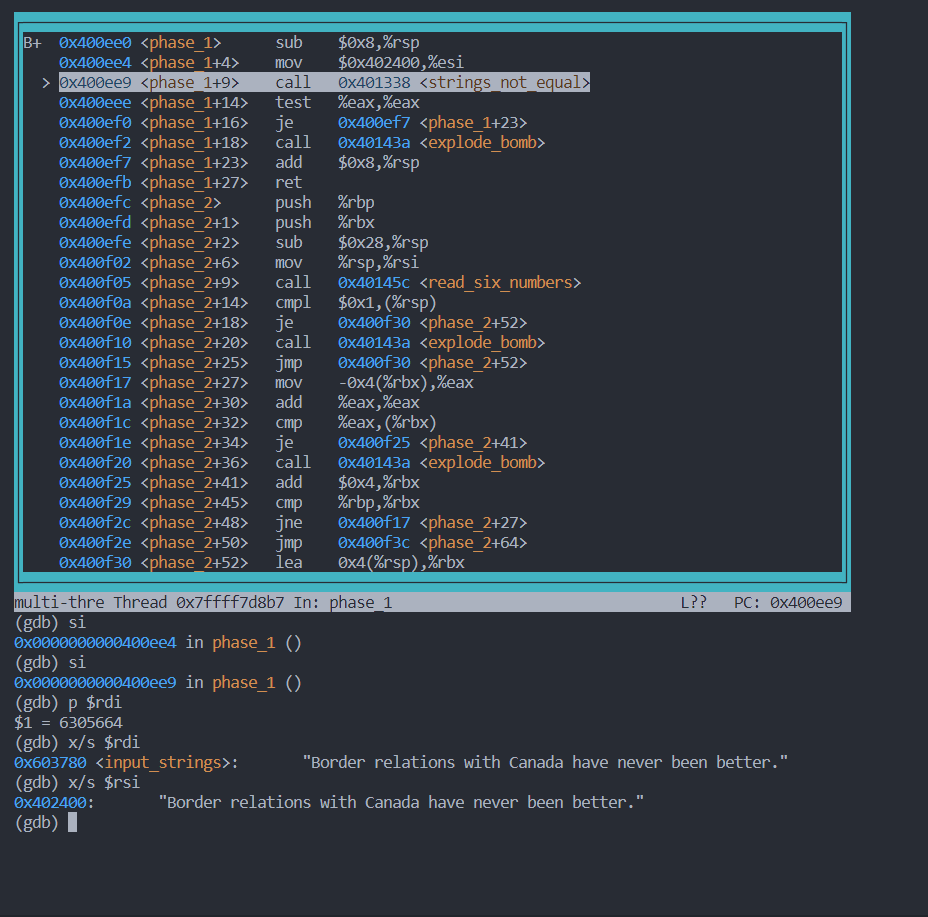 B+  0x400ee0 <phase_1>      sub    $0x8,%rsp
0x400ee4 <phase_1+4>    mov    $0x402400,%esi
> 0x400ee9 <phase_1+9>    call   0x401338 <strings_not_equal>
0x400eee <phase_1+14>   test   %eax,%eax
0x400ef0 <phase_1+16>   je     0x400ef7 <phase_1+23>
0x400ef2 <phase_1+18>   call   0x40143a <explode_bomb>
0x400ef7 <phase_1+23>   add    $0x8,%rsp
0x400efb <phase_1+27>   ret
0x400efc <phase_2>      push   %rbp
0x400efd <phase_2+1>    push   %rbx
0x400efe <phase_2+2>    sub    $0x28,%rsp
0x400f02 <phase_2+6>    mov    %rsp,%rsi
0x400f05 <phase_2+9>    call   0x40145c <read_six_numbers>
0x400f0a <phase_2+14>   cmpl   $0x1,(%rsp)
0x400f0e <phase_2+18>   je     0x400f30 <phase_2+52>
0x400f10 <phase_2+20>   call   0x40143a <explode_bomb>
0x400f15 <phase_2+25>   jmp    0x400f30 <phase_2+52>
0x400f17 <phase_2+27>   mov    -0x4(%rbx),%eax
0x400f1a <phase_2+30>   add    %eax,%eax
0x400f1c <phase_2+32>   cmp    %eax,(%rbx)
0x400f1e <phase_2+34>   je     0x400f25 <phase_2+41>
0x400f20 <phase_2+36>   call   0x40143a <explode_bomb>
0x400f25 <phase_2+41>   add    $0x4,%rbx
0x400f29 <phase_2+45>   cmp    %rbp,%rbx
0x400f2c <phase_2+48>   jne    0x400f17 <phase_2+27>
0x400f2e <phase_2+50>   jmp    0x400f3c <phase_2+64>
0x400f30 <phase_2+52>   lea    0x4(%rsp),%rbx
multi-thre Thread 0x7ffff7d8b7 In: phase_1                                L??   PC: 0x400ee9
(gdb) si
0x0000000000400ee4 in phase_1 ()
(gdb) si
0x0000000000400ee9 in phase_1 ()
(gdb) p $rdi
$1 = 6305664
(gdb) x/s $rdi
0x603780 <input_strings>:       "Border relations with Canada have never been better."
(gdb) x/s $rsi
0x402400:       "Border relations with Canada have never been better."
(gdb)